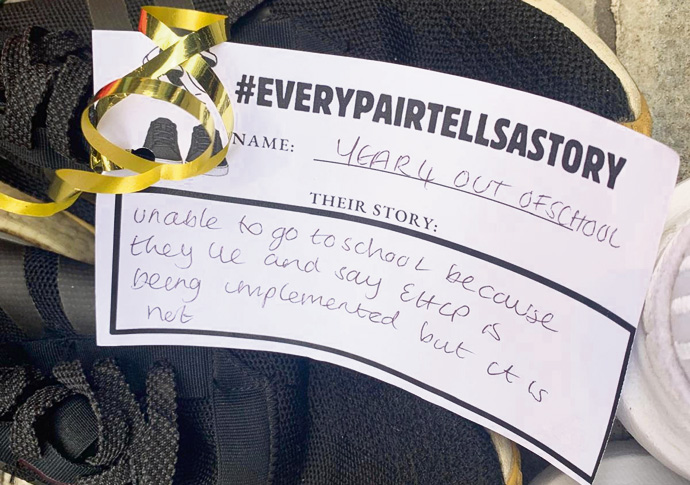 #EVERYPAIRTELLSASTORY
NAME: YEAR 4 OUT OF SCHOOL
THEIR STORY:
unable to go to school because
they lie and say EHCP is
being implemented but it is
not